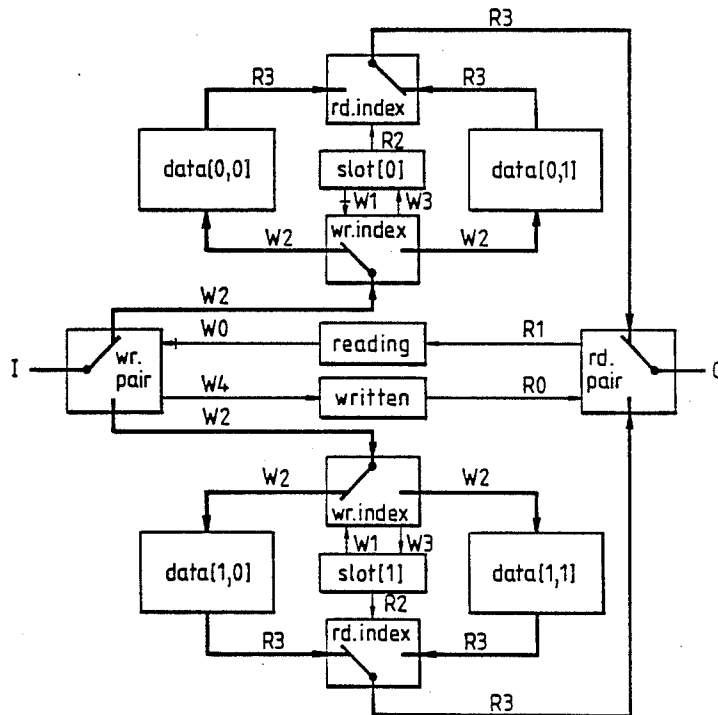 R3
R3
R3
rd.index
R2
data[0,0]
slot[0]
data[0,1]
W1
W3
wr.index
W2
W2
W2
I
wr.
pair
W0
reading
R1
rd.
pair
O
W4
written
R0
W2
W2
W2
wr.index
W1
W3
data[1,0]
slot[1]
data[1,1]
R2
rd.index
R3
R3
R3